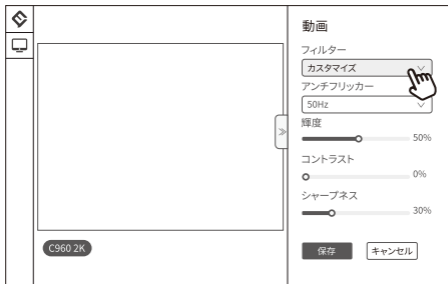 動画
フィルター
カスタマイズ
アンチフリッカー
50Hz
輝度
50%
コントラスト
0%
シャープネス
30%
C960 2K
保存
キャンセル